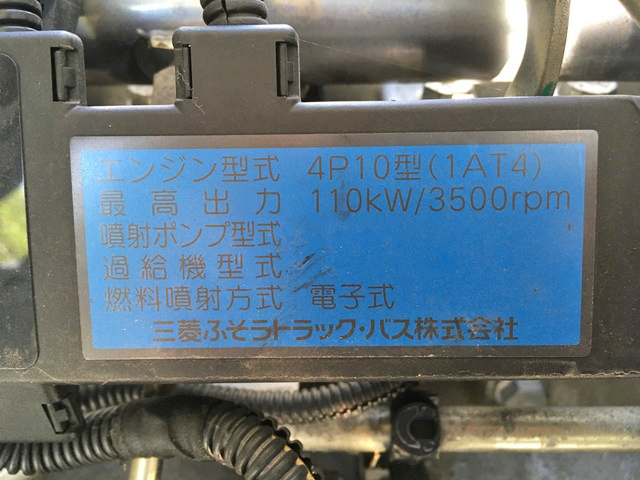 エンジン型式 4P10型(1AT4)
最高出力 110kW/3500rpm
噴射ポンプ型式
過給機型式
燃料噴射方式 電子式
三菱ふそうトラック・バス株式会社